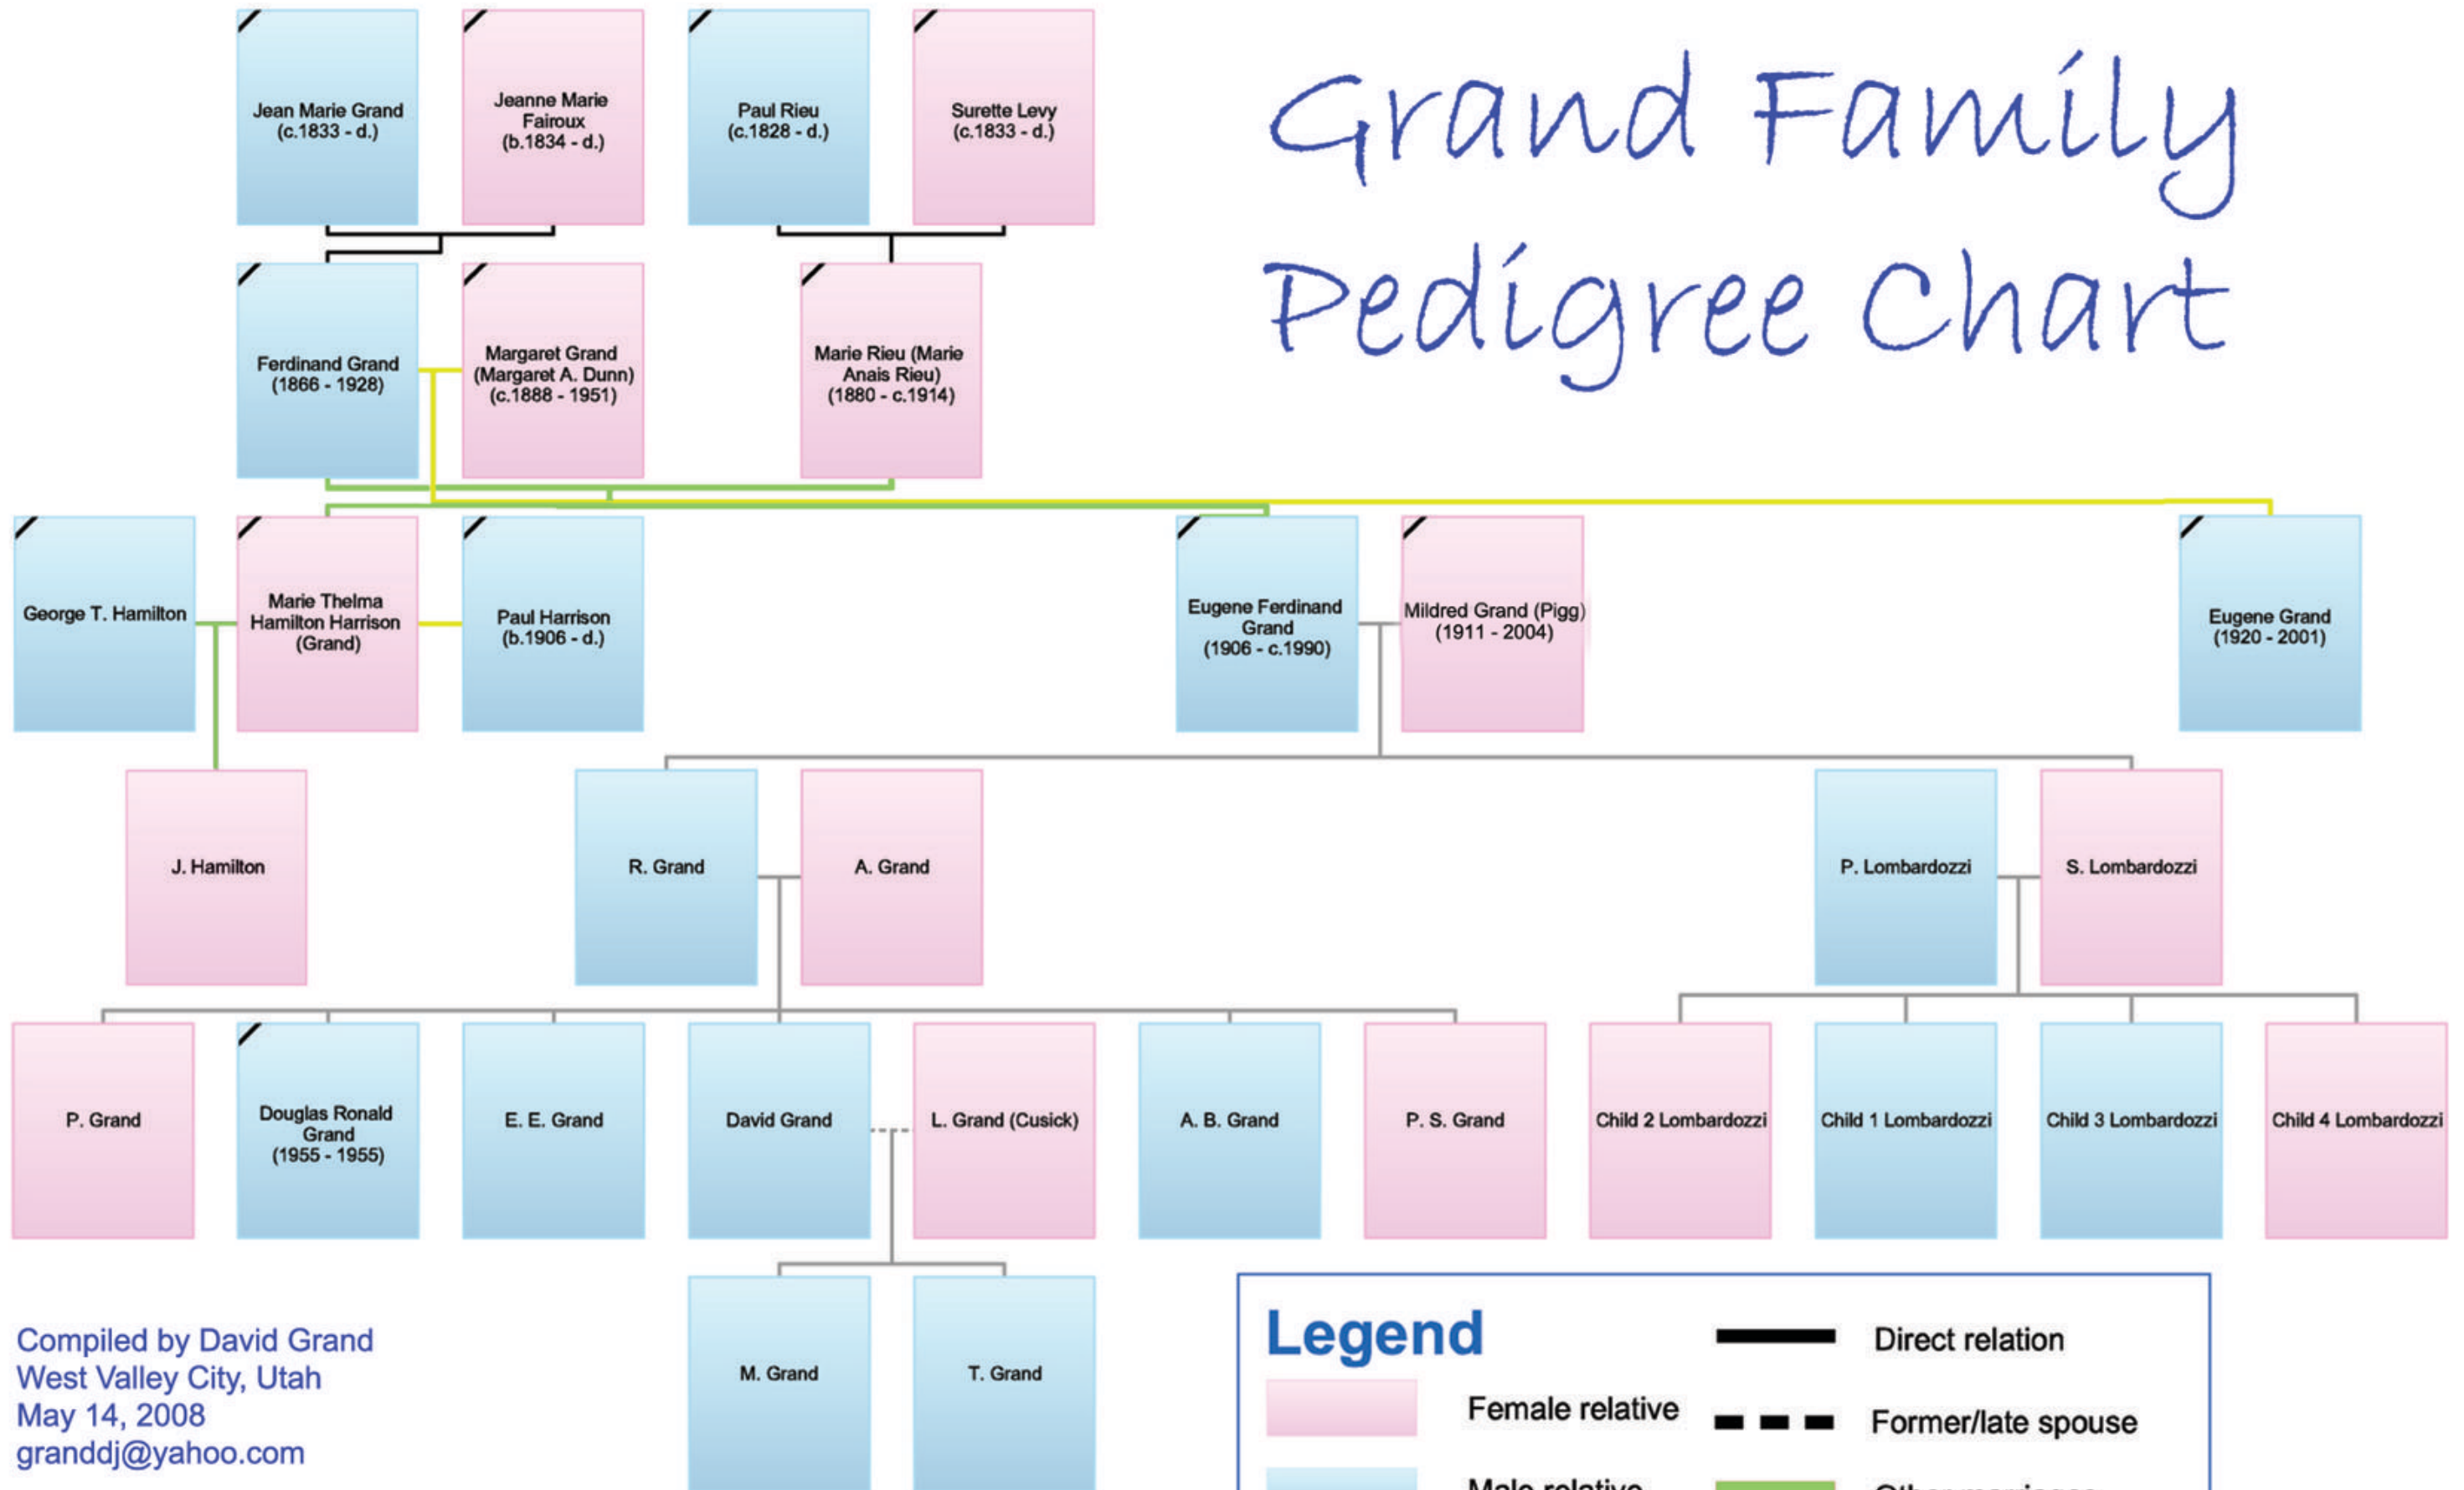 Grand Family
Pedigree Chart
Jean Marie Grand
(c.1833 - d.)
Jeanne Marie
Fairoux
(b.1834 - d.)
Paul Rieu
(c.1828 - d.)
Surette Levy
(c.1833 - d.)
Ferdinand Grand
(1866 - 1928)
Margaret Grand
(Margaret A. Dunn)
(c.1888 - 1951)
Marie Rieu (Marie
Anais Rieu)
(1880 - c.1914)
George T. Hamilton
Marie Thelma
Hamilton Harrison
(Grand)
Paul Harrison
(b.1906 - d.)
Eugene Ferdinand
Grand
(1906 - c.1990)
Mildred Grand (Pigg)
(1911 - 2004)
Eugene Grand
(1920 - 2001)
J. Hamilton
R. Grand
A. Grand
P. Lombardozzi
S. Lombardozzi
P. Grand
Douglas Ronald
Grand
(1955 - 1955)
E. E. Grand
David Grand
L. Grand (Cusick)
A. B. Grand
P. S. Grand
Child 2 Lombardozzi
Child 1 Lombardozzi
Child 3 Lombardozzi
Child 4 Lombardozzi
M. Grand
T. Grand
Compiled by David Grand
West Valley City, Utah
May 14, 2008
granddj@yahoo.com
Legend
Direct relation
Female relative
Former/late spouse
Male relative
Other marriages